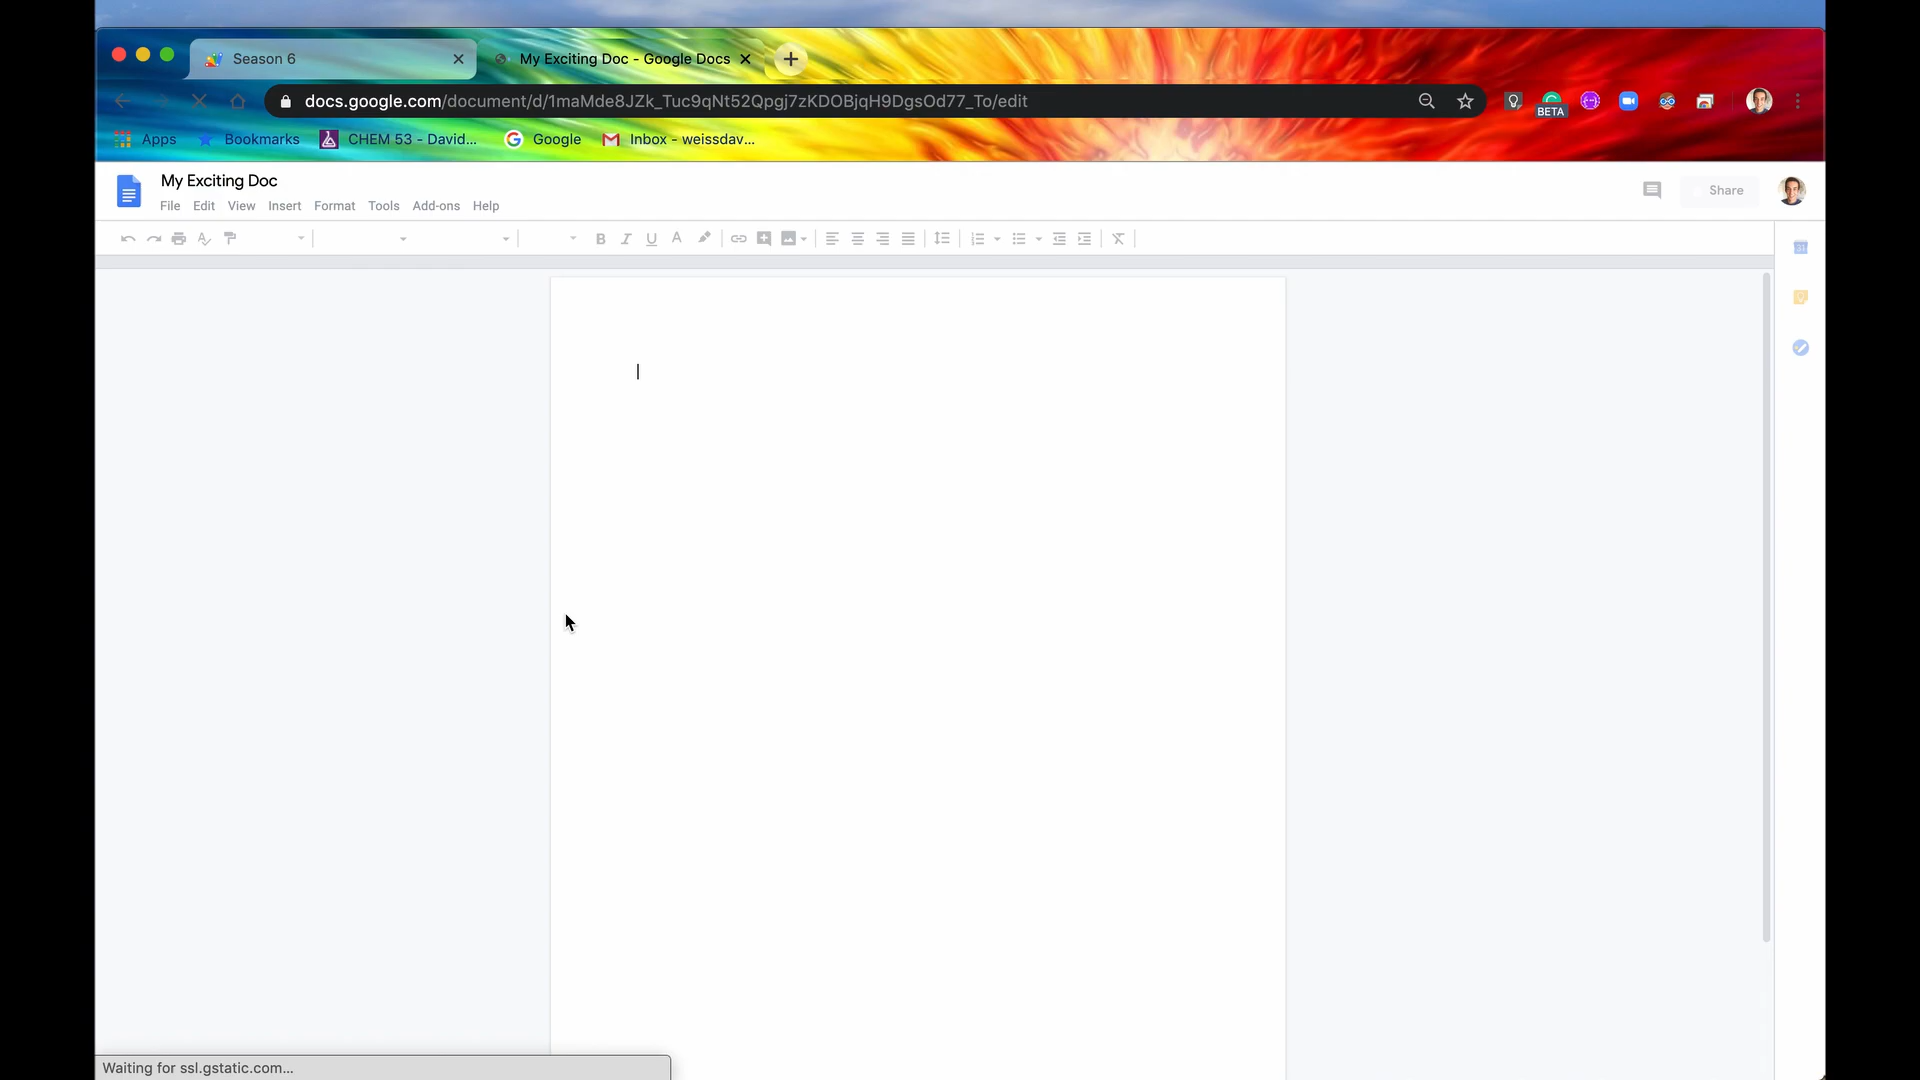 Season 6
My Exciting Doc - Google Docs
docs.google.com/document/d/1maMde8JZk_Tuc9qNt52Qpgj7zKDOBjqH9DgsOd77_To/edit
BETA
Apps
Bookmarks
CHEM 53 - David...
Google
Inbox - weissdav...
My Exciting Doc
File Edit View Insert Format Tools Add-ons Help
Share
Waiting for ssl.gstatic.com...